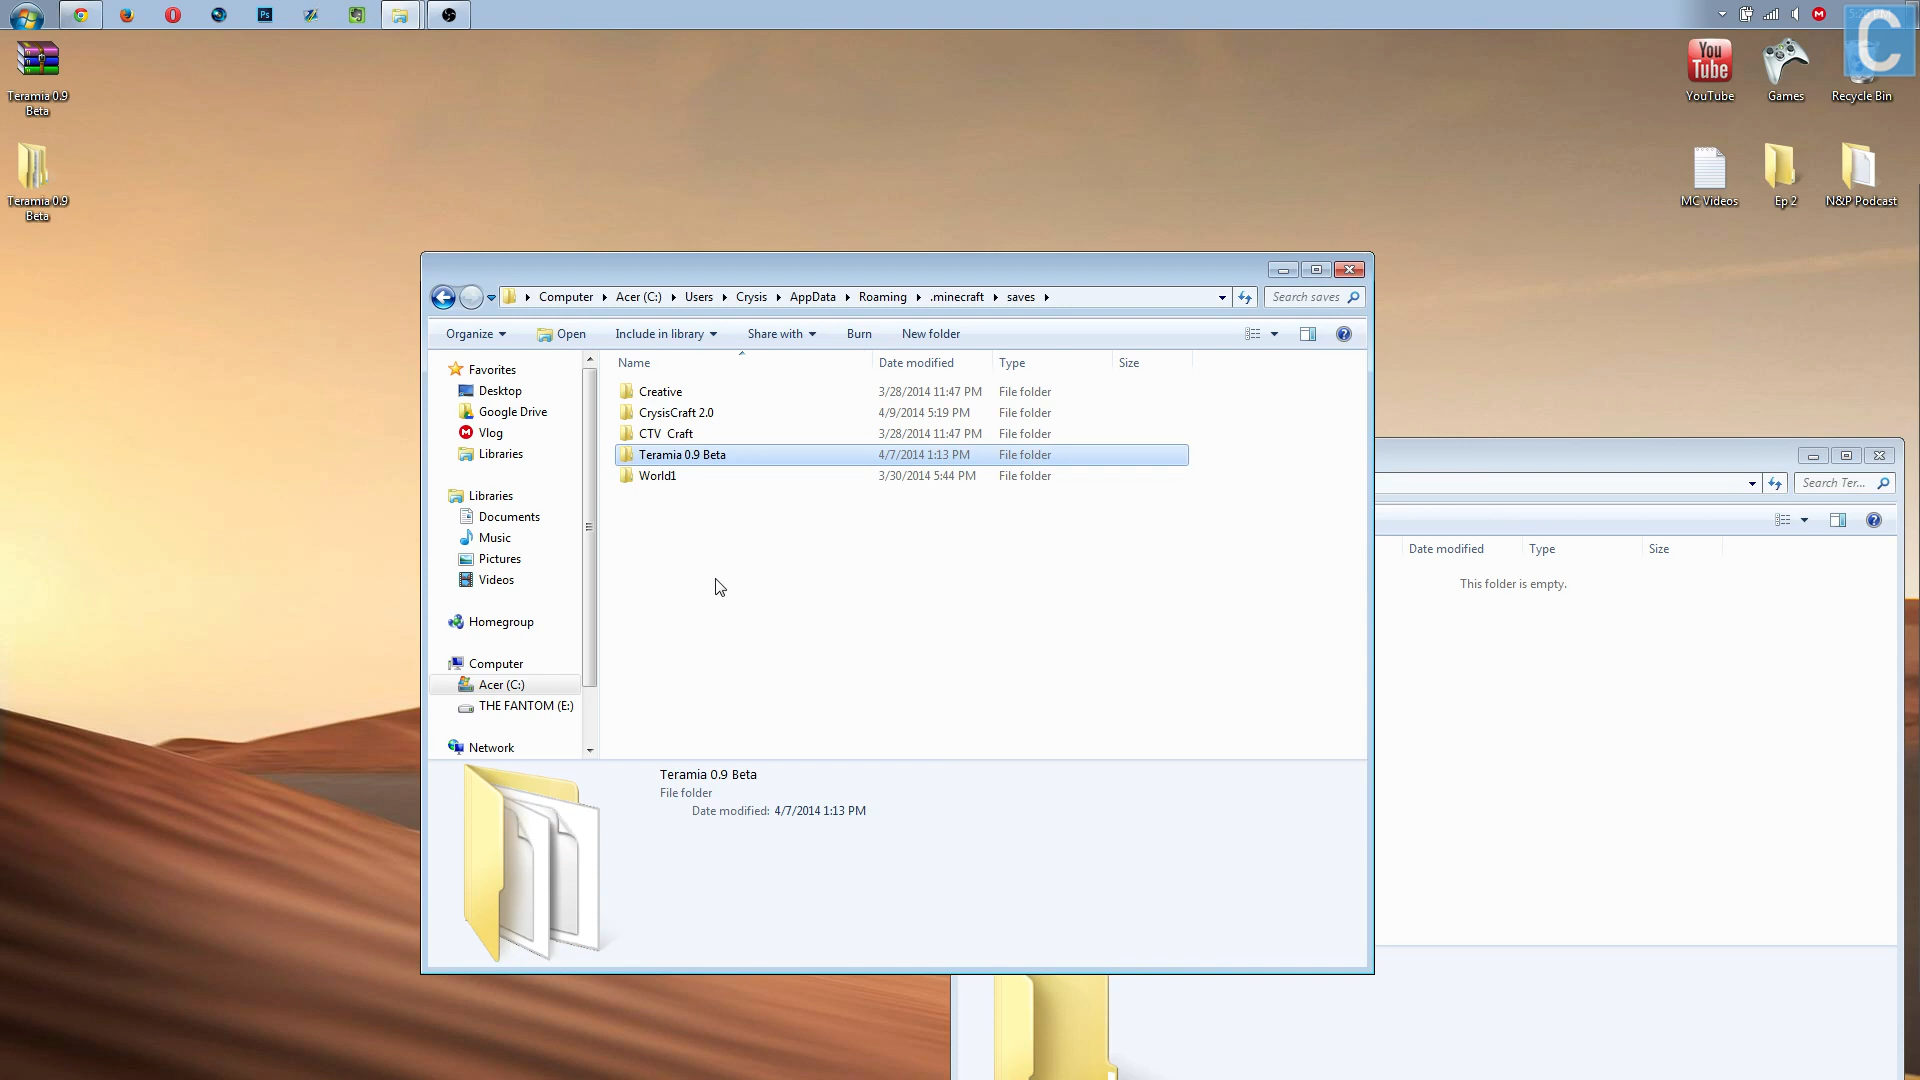 Ps
M
C
Teramia 0.9
Beta
Teramia 0.9
Beta
You
Tube
YouTube
Games
Recycle Bin
MC Videos
Ep 2
N&P Podcast
Computer
Acer (C:)
Users
Crysis
AppData
Roaming
.minecraft
saves
Search saves
Organize
Open
Include in library
Share with
Burn
New folder
Favorites
Desktop
Google Drive
M
Vlog
Libraries
Libraries
Documents
Music
Pictures
Videos
Homegroup
Computer
Acer (C:)
THE FANTOM (E:)
Network
Name
Date modified
Type
Size
Creative
3/28/2014 11:47 PM
File folder
CrysisCraft 2.0
4/9/2014 5:19 PM
File folder
CTV Craft
3/28/2014 11:47 PM
File folder
Teramia 0.9 Beta
4/7/2014 1:13 PM
File folder
World1
3/30/2014 5:44 PM
File folder
Teramia 0.9 Beta
File folder
Date modified: 4/7/2014 1:13 PM
Search Ter...
Date modified
Type
Size
This folder is empty.